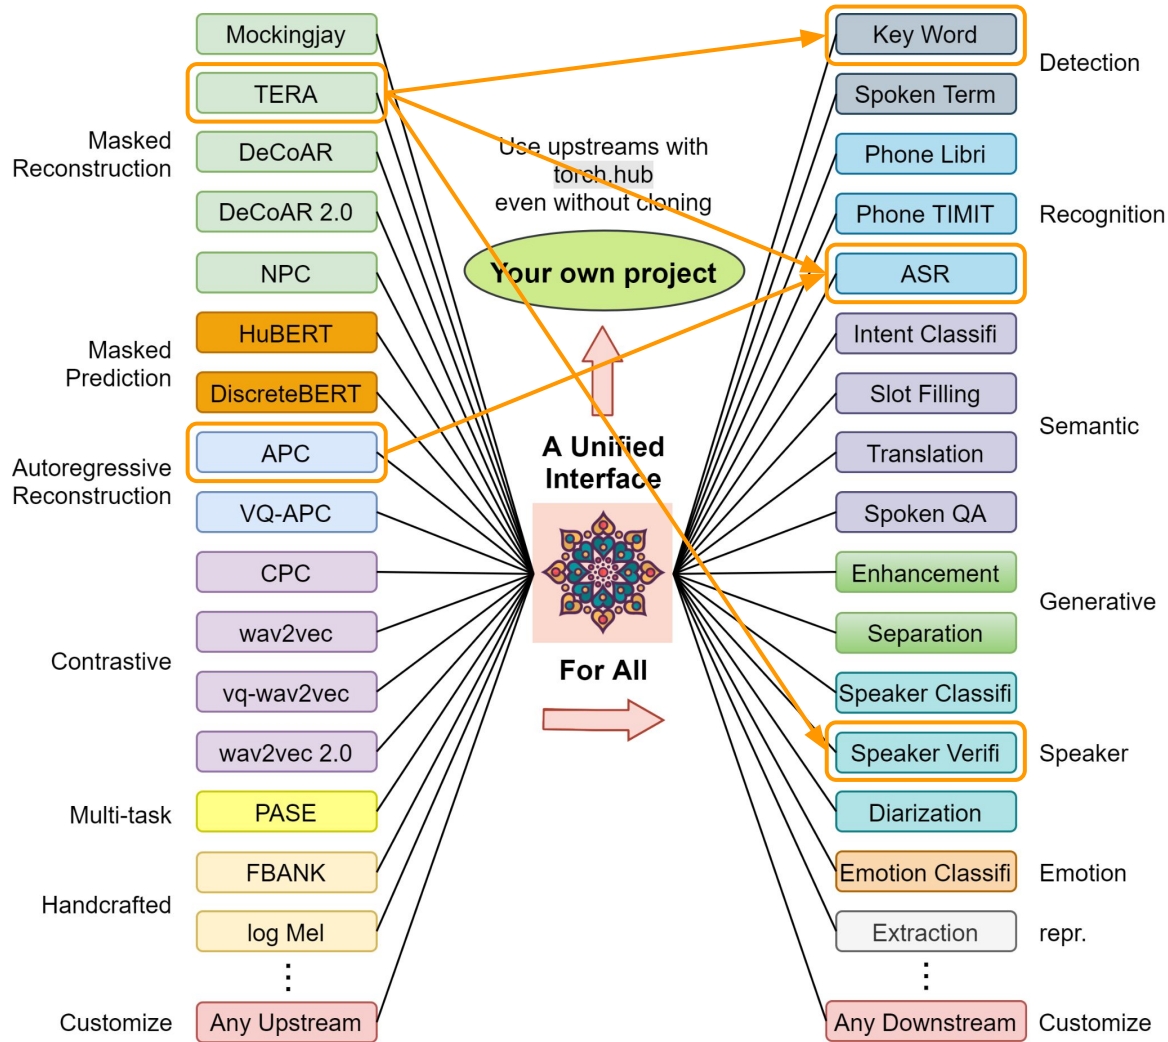 Mockingjay
TERA
DeCoAR
DeCoAR 2.0
NPC
Masked
Reconstruction
HuBERT
DiscreteBERT
Masked
Prediction
APC
VQ-APC
Autoregressive
Reconstruction
CPC
wav2vec
vq-wav2vec
wav2vec 2.0
Contrastive
PASE
Multi-task
FBANK
log Mel
Handcrafted
⋮
Any Upstream
Customize
Use upstreams with
torch.hub
even without cloning
Your own project
A Unified
Interface
For All
Key Word
Spoken Term
Detection
Phone Libri
Phone TIMIT
ASR
Recognition
Intent Classifi
Slot Filling
Translation
Spoken QA
Semantic
Enhancement
Separation
Generative
Speaker Classifi
Speaker Verifi
Diarization
Speaker
Emotion Classifi
Emotion
Extraction
repr.
⋮
Any Downstream
Customize